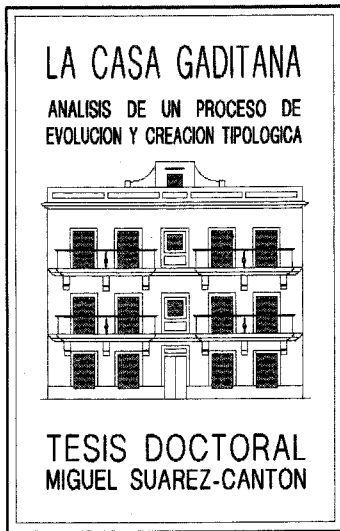 LA CASA GADITANA
ANALISIS DE UN PROCESO DE
EVOLUCION Y CREACION TIPOLOGICA
TESIS DOCTORAL
MIGUEL SUAREZ-CANTON